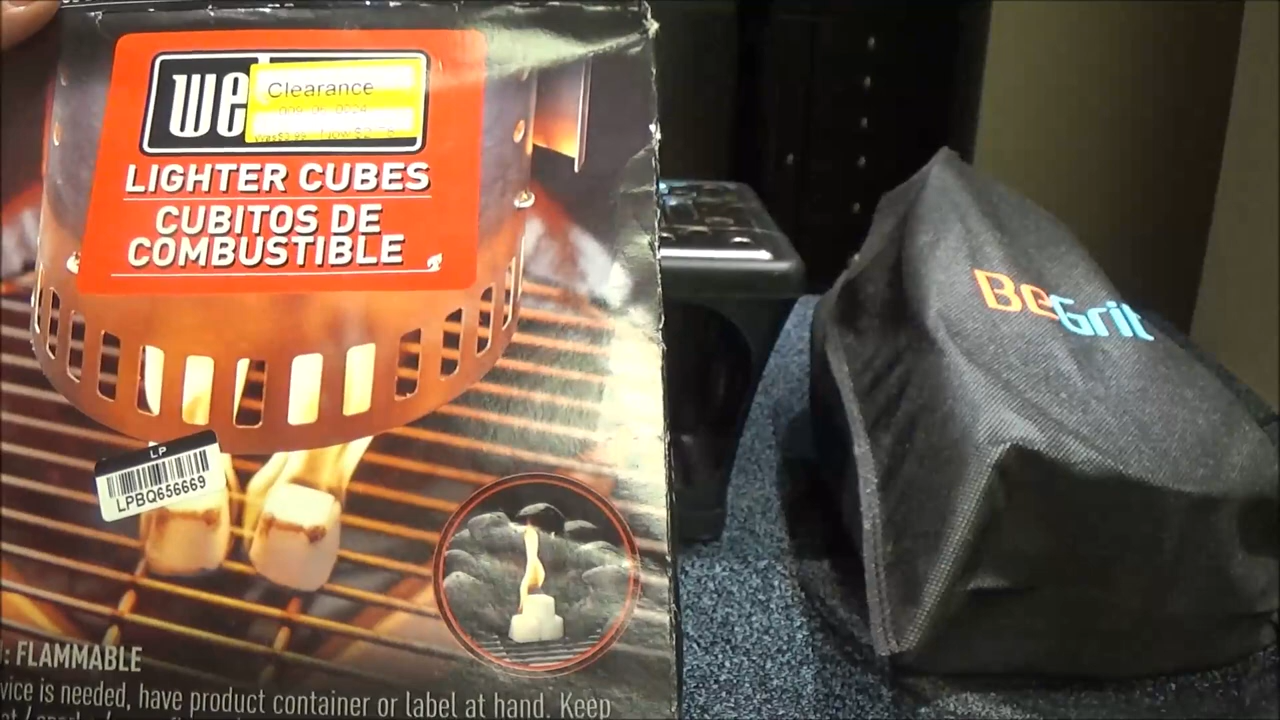 we
Clearance
LIGHTER CUBES
CUBITOS DE
COMBUSTIBLE
LP
LPBQ656669
BeGrit
: FLAMMABLE
vice is needed, have product container or label at hand. Keep